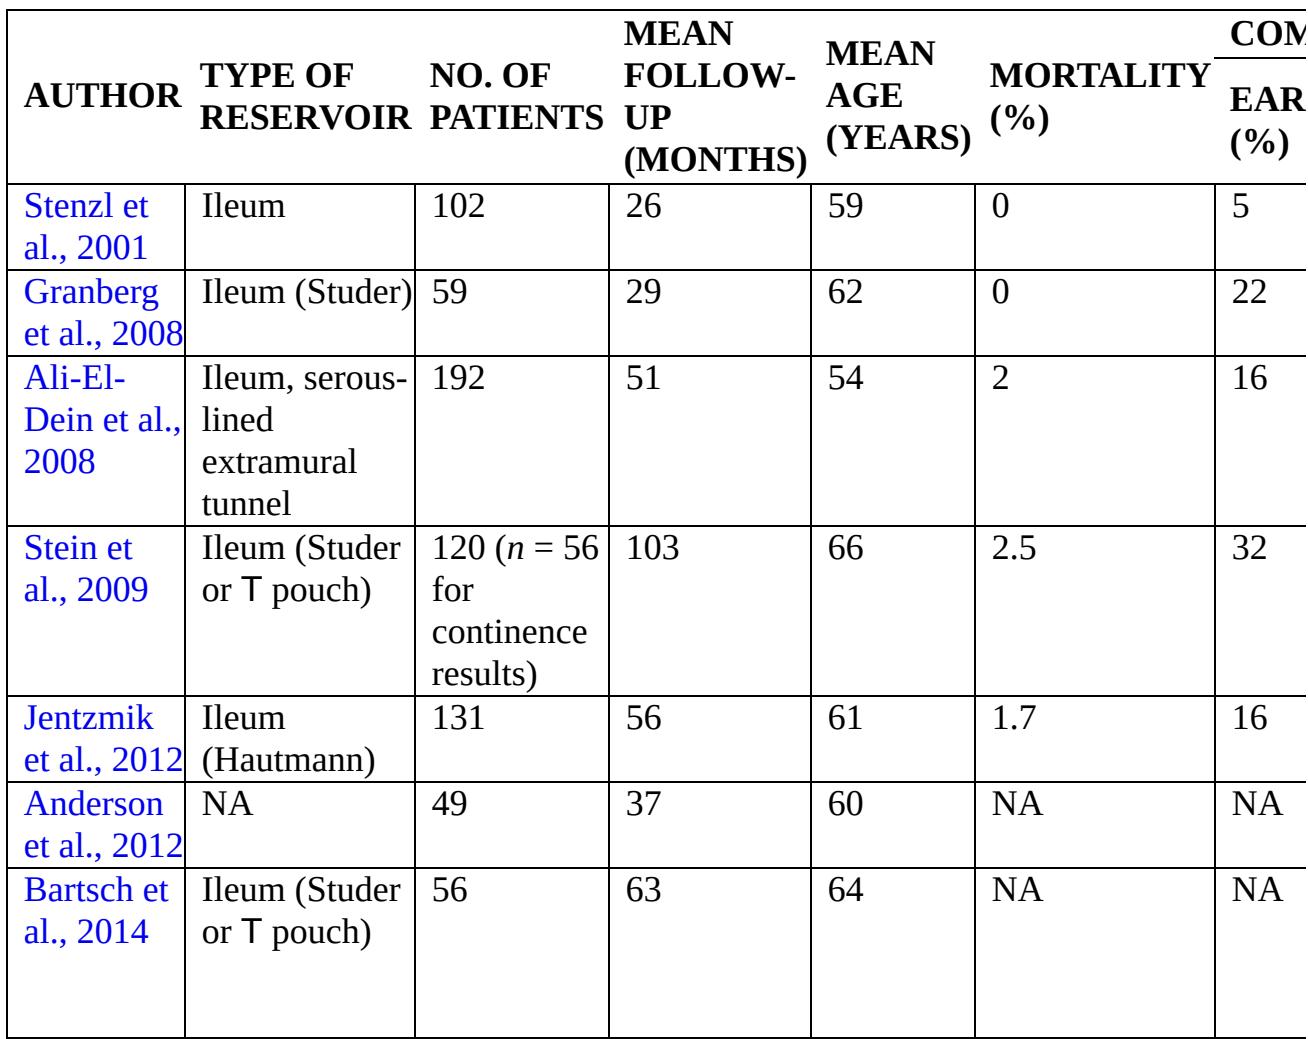 AUTHOR TYPE OF RESERVOIR NO. OF PATIENTS MEAN FOLLOW-UP (MONTHS) MEAN AGE (YEARS) MORTALITY (%) COM EAR (%)
Stenzl et al., 2001 Ileum 102 26 59 0 5
Granberg et al., 2008 Ileum (Studer) 59 29 62 0 22
Ali-El-Dein et al., 2008 Ileum, serous-lined extramural tunnel 192 51 54 2 16
Stein et al., 2009 Ileum (Studer or T pouch) 120 (n = 56 for continence results) 103 66 2.5 32
Jentzmik et al., 2012 Ileum (Hautmann) 131 56 61 1.7 16
Anderson et al., 2012 NA 49 37 60 NA NA
Bartsch et al., 2014 Ileum (Studer or T pouch) 56 63 64 NA NA